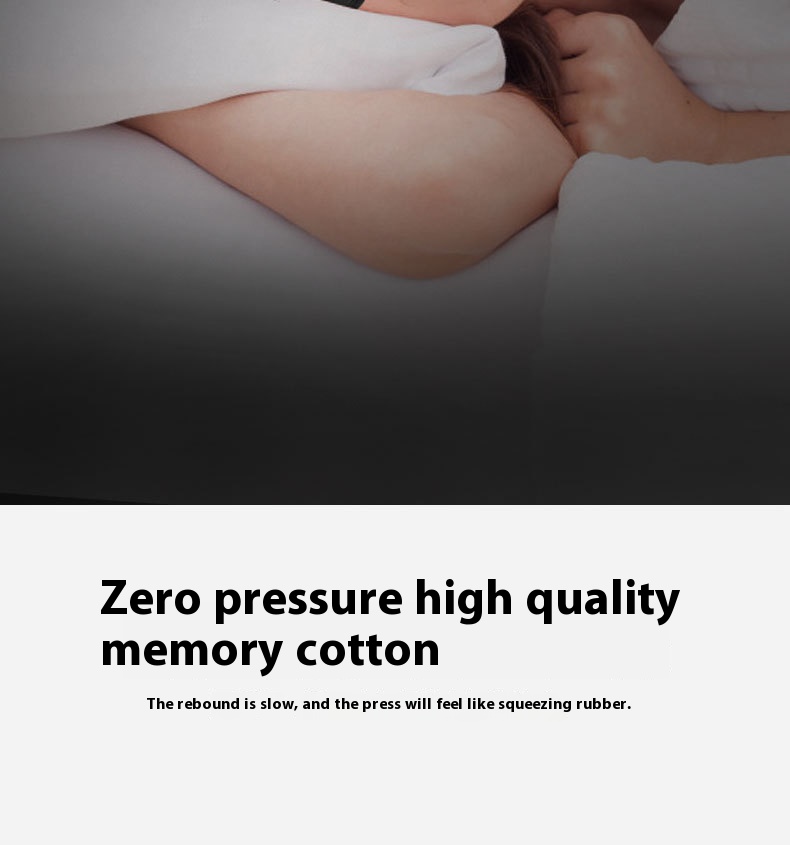 Zero pressure high quality
memory cotton
The rebound is slow, and the press will feel like squeezing rubber.